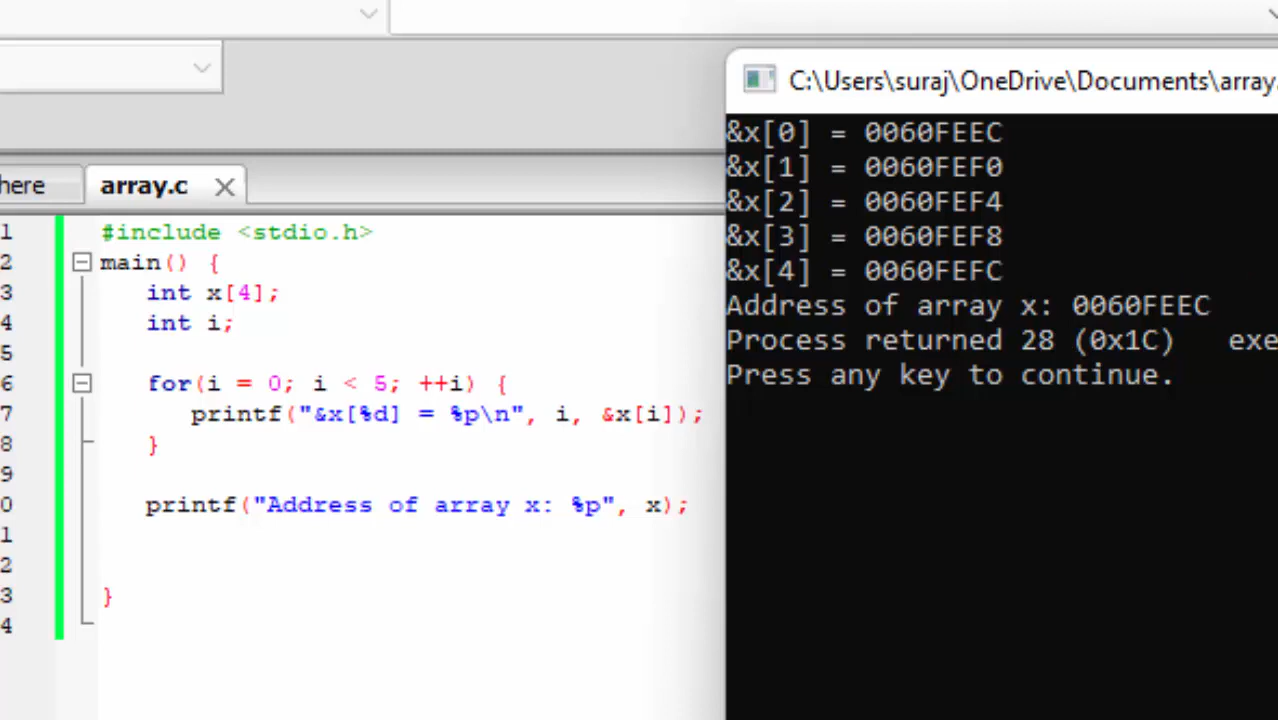 C:\Users\suraj\OneDrive\Documents\array.
&x[0] = 0060FEEC
&x[1] = 0060FEF0
&x[2] = 0060FEF4
&x[3] = 0060FEF8
&x[4] = 0060FEFC
Address of array x: 0060FEEC
Process returned 28 (0x1C)   exe
Press any key to continue.
here
array.c
1 #include <stdio.h>
2 main() {
3    int x[4];
4    int i;
5
6    for(i = 0; i < 5; ++i) {
7       printf("&x[%d] = %p\n", i, &x[i]);
8    }
9
0    printf("Address of array x: %p", x);
1
2
3 }
4